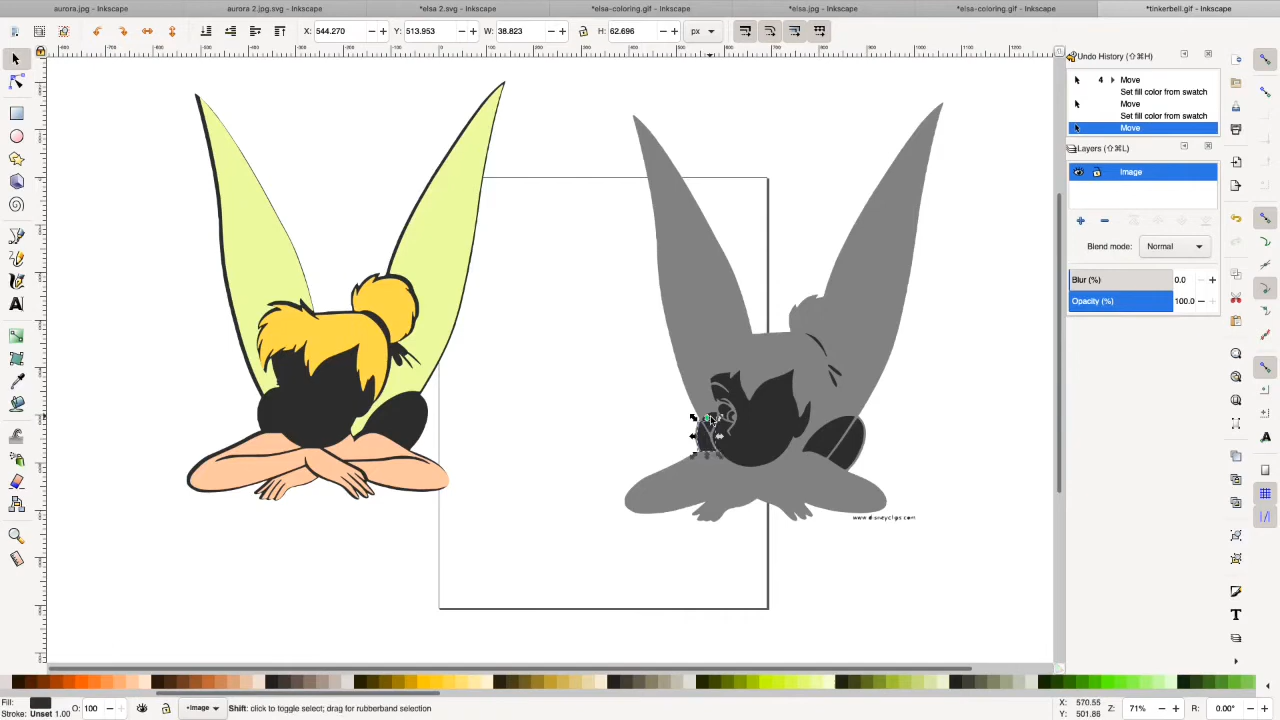 aurora.jpg - Inkscape
aurora 2.jpg.svg - Inkscape
*elsa 2.svg - Inkscape
*elsa-coloring.gif - Inkscape
*elsa.jpg - Inkscape
*elsa-coloring.gif - Inkscape
*tinkerbell.gif - Inkscape
X: 544.270 − +
Y: 513.953 − +
W: 38.823 − +
H: 62.696 − +
px
Undo History (⇧⌘H)
4 Move
Set fill color from swatch
Move
Set fill color from swatch
Move
Layers (⇧⌘L)
Image
Blend mode: Normal
Blur (%) 0.0 − +
Opacity (%) 100.0 − +
www.disneyclips.com
Fill:
Stroke: Unset 1.00
O: 100 − +
•Image
Shift: click to toggle select; drag for rubberband selection
X: 570.55
Y: 501.86
Z: 71% − +
R: 0.00° − +